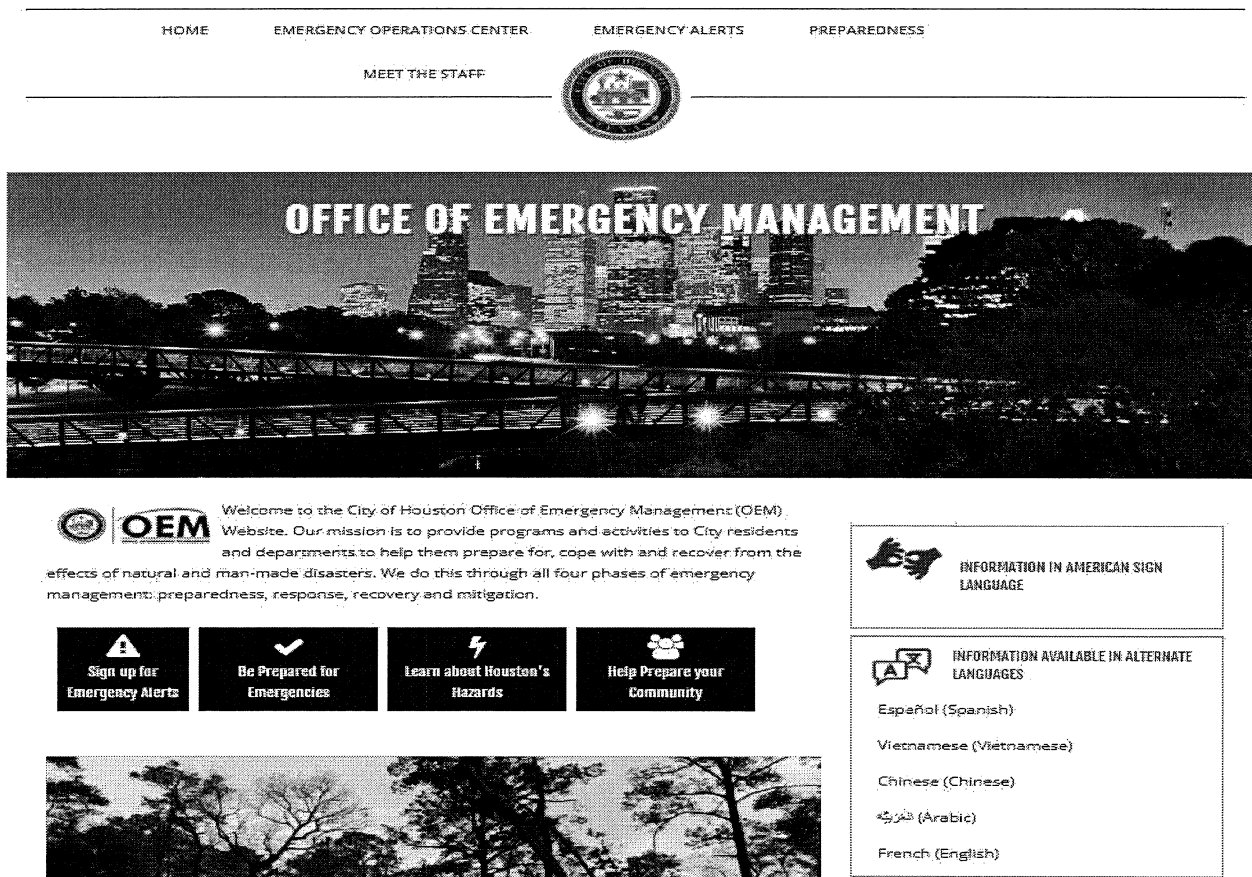 HOME EMERGENCY OPERATIONS CENTER EMERGENCY ALERTS PREPAREDNESS
MEET THE STAFF
OFFICE OF EMERGENCY MANAGEMENT
OEM
Welcome to the City of Houston Office of Emergency Management (OEM)
Website. Our mission is to provide programs and activities to City residents
and departments to help them prepare for, cope with and recover from the
effects of natural and man-made disasters. We do this through all four phases of emergency
management: preparedness, response, recovery and mitigation.
Sign up for
Emergency Alerts
Be Prepared for
Emergencies
Learn about Houston's
Hazards
Help Prepare your
Community
INFORMATION IN AMERICAN SIGN
LANGUAGE
INFORMATION AVAILABLE IN ALTERNATE
LANGUAGES
Español (Spanish)
Vietnamese (Vietnamese)
Chinese (Chinese)
(Arabic)
French (English)